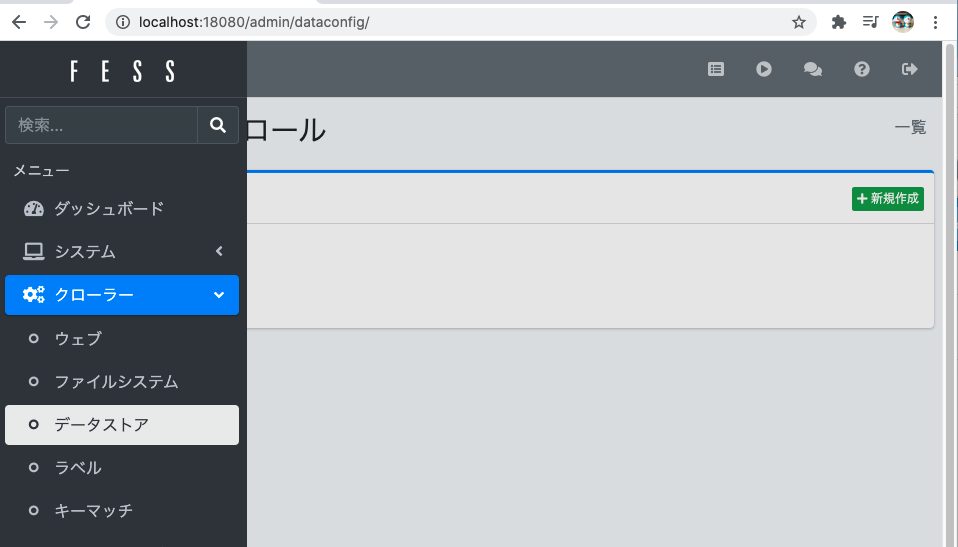 localhost:18080/admin/dataconfig/
FESS
検索...
ロール
一覧
メニュー
新規作成
ダッシュボード
システム
クローラー
ウェブ
ファイルシステム
データストア
ラベル
キーマッチ